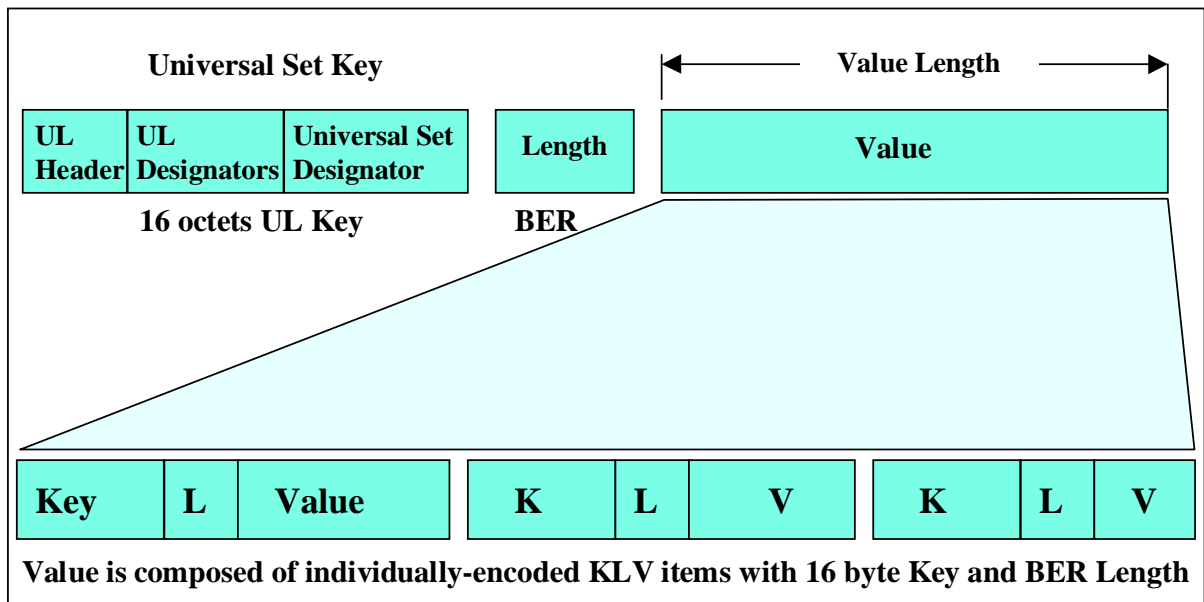 Universal Set Key
Value Length
UL Header
UL Designators
Universal Set Designator
Length
Value
16 octets UL Key
BER
Key L Value K L V K L V
Value is composed of individually-encoded KLV items with 16 byte Key and BER Length